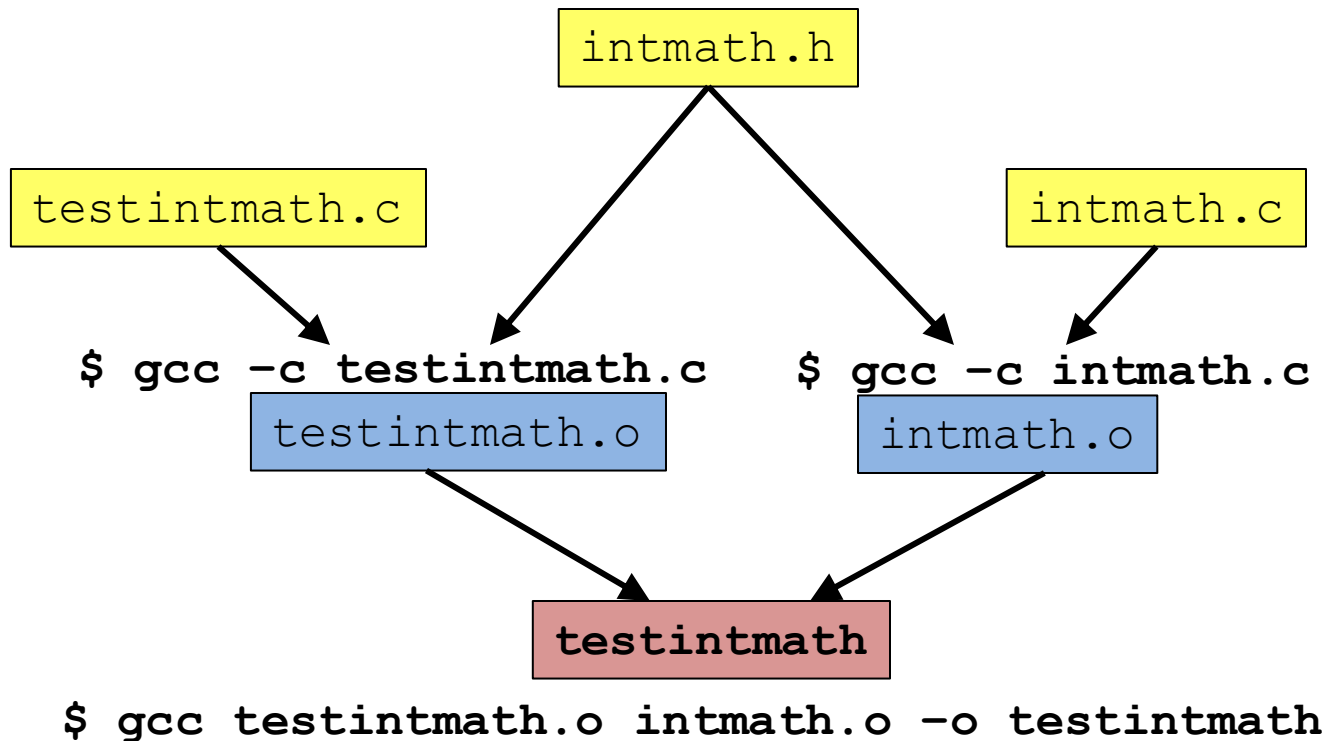 intmath.h
testintmath.c
intmath.c
$ gcc –c testintmath.c
$ gcc –c intmath.c
testintmath.o
intmath.o
testintmath
$ gcc testintmath.o intmath.o –o testintmath